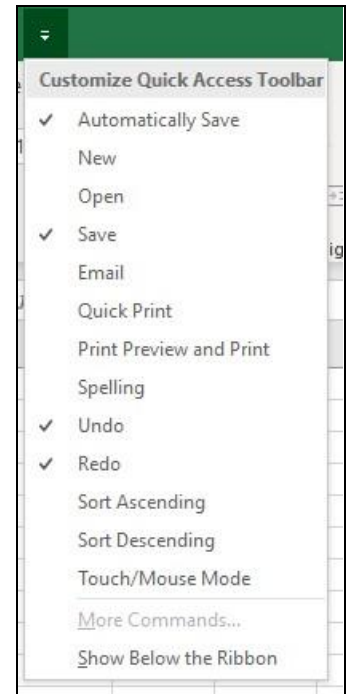 Customize Quick Access Toolbar
Automatically Save
New
Open
Save
Email
Quick Print
Print Preview and Print
Spelling
Undo
Redo
Sort Ascending
Sort Descending
Touch/Mouse Mode
More Commands...
Show Below the Ribbon